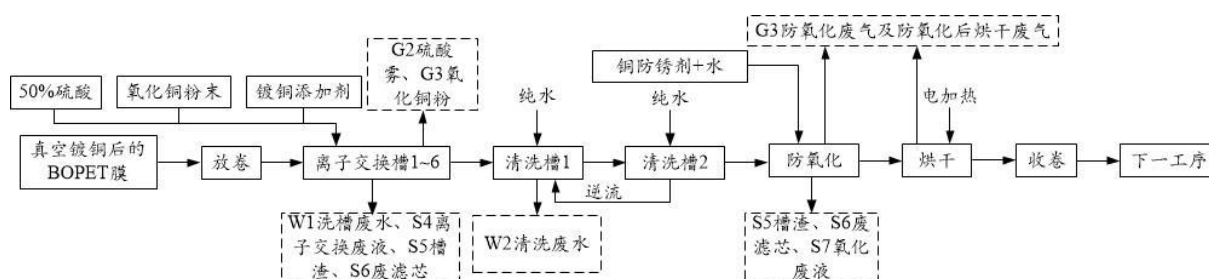 G3防氧化废气及防氧化后烘干废气
G2硫酸
雾、G3氧
化铜粉
铜防锈剂+水
50%硫酸
氧化铜粉末
镀铜添加剂
纯水
纯水
电加热
真空镀铜后的
BOPET膜
放卷
离子交换槽1~6
清洗槽1
清洗槽2
防氧化
烘干
收卷
下一工序
逆流
W1洗槽废水、S4离
子交换废液、S5槽
渣、S6废滤芯
W2清洗废水
S5槽渣、S6废
滤芯、S7氧化
废液